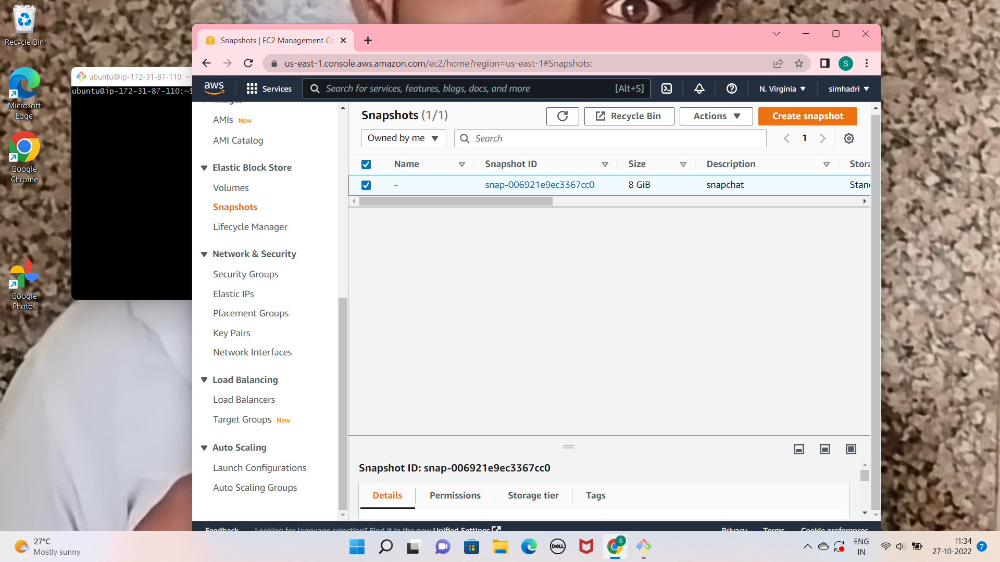 Recycle Bin
Microsoft
Edge
Google
Chrome
Google
Photos
ubuntu@ip-172-31-87-110: ~
ubuntu@ip-172-31-87-110:~$
Snapshots | EC2 Management Co
us-east-1.console.aws.amazon.com/ec2/home?region=us-east-1#Snapshots:
S
aws
Services
Search for services, features, blogs, docs, and more
[Alt+S]
N. Virginia
simhadri
Images
AMIs New
AMI Catalog
Elastic Block Store
Volumes
Snapshots
Lifecycle Manager
Network & Security
Security Groups
Elastic IPs
Placement Groups
Key Pairs
Network Interfaces
Load Balancing
Load Balancers
Target Groups New
Auto Scaling
Launch Configurations
Auto Scaling Groups
Snapshots (1/1)
Recycle Bin
Actions
Create snapshot
Owned by me
Search
1
Name Snapshot ID Size Description Stora
– snap-006921e9ec3367cc0 8 GiB snapchat Stand
Snapshot ID: snap-006921e9ec3367cc0
Details Permissions Storage tier Tags
Feedback Looking for language selection? Find it in the new Unified Settings Privacy Terms Cookie preferences
27°C
Mostly sunny
DELL
S
ENG
IN
11:34
27-10-2022
7